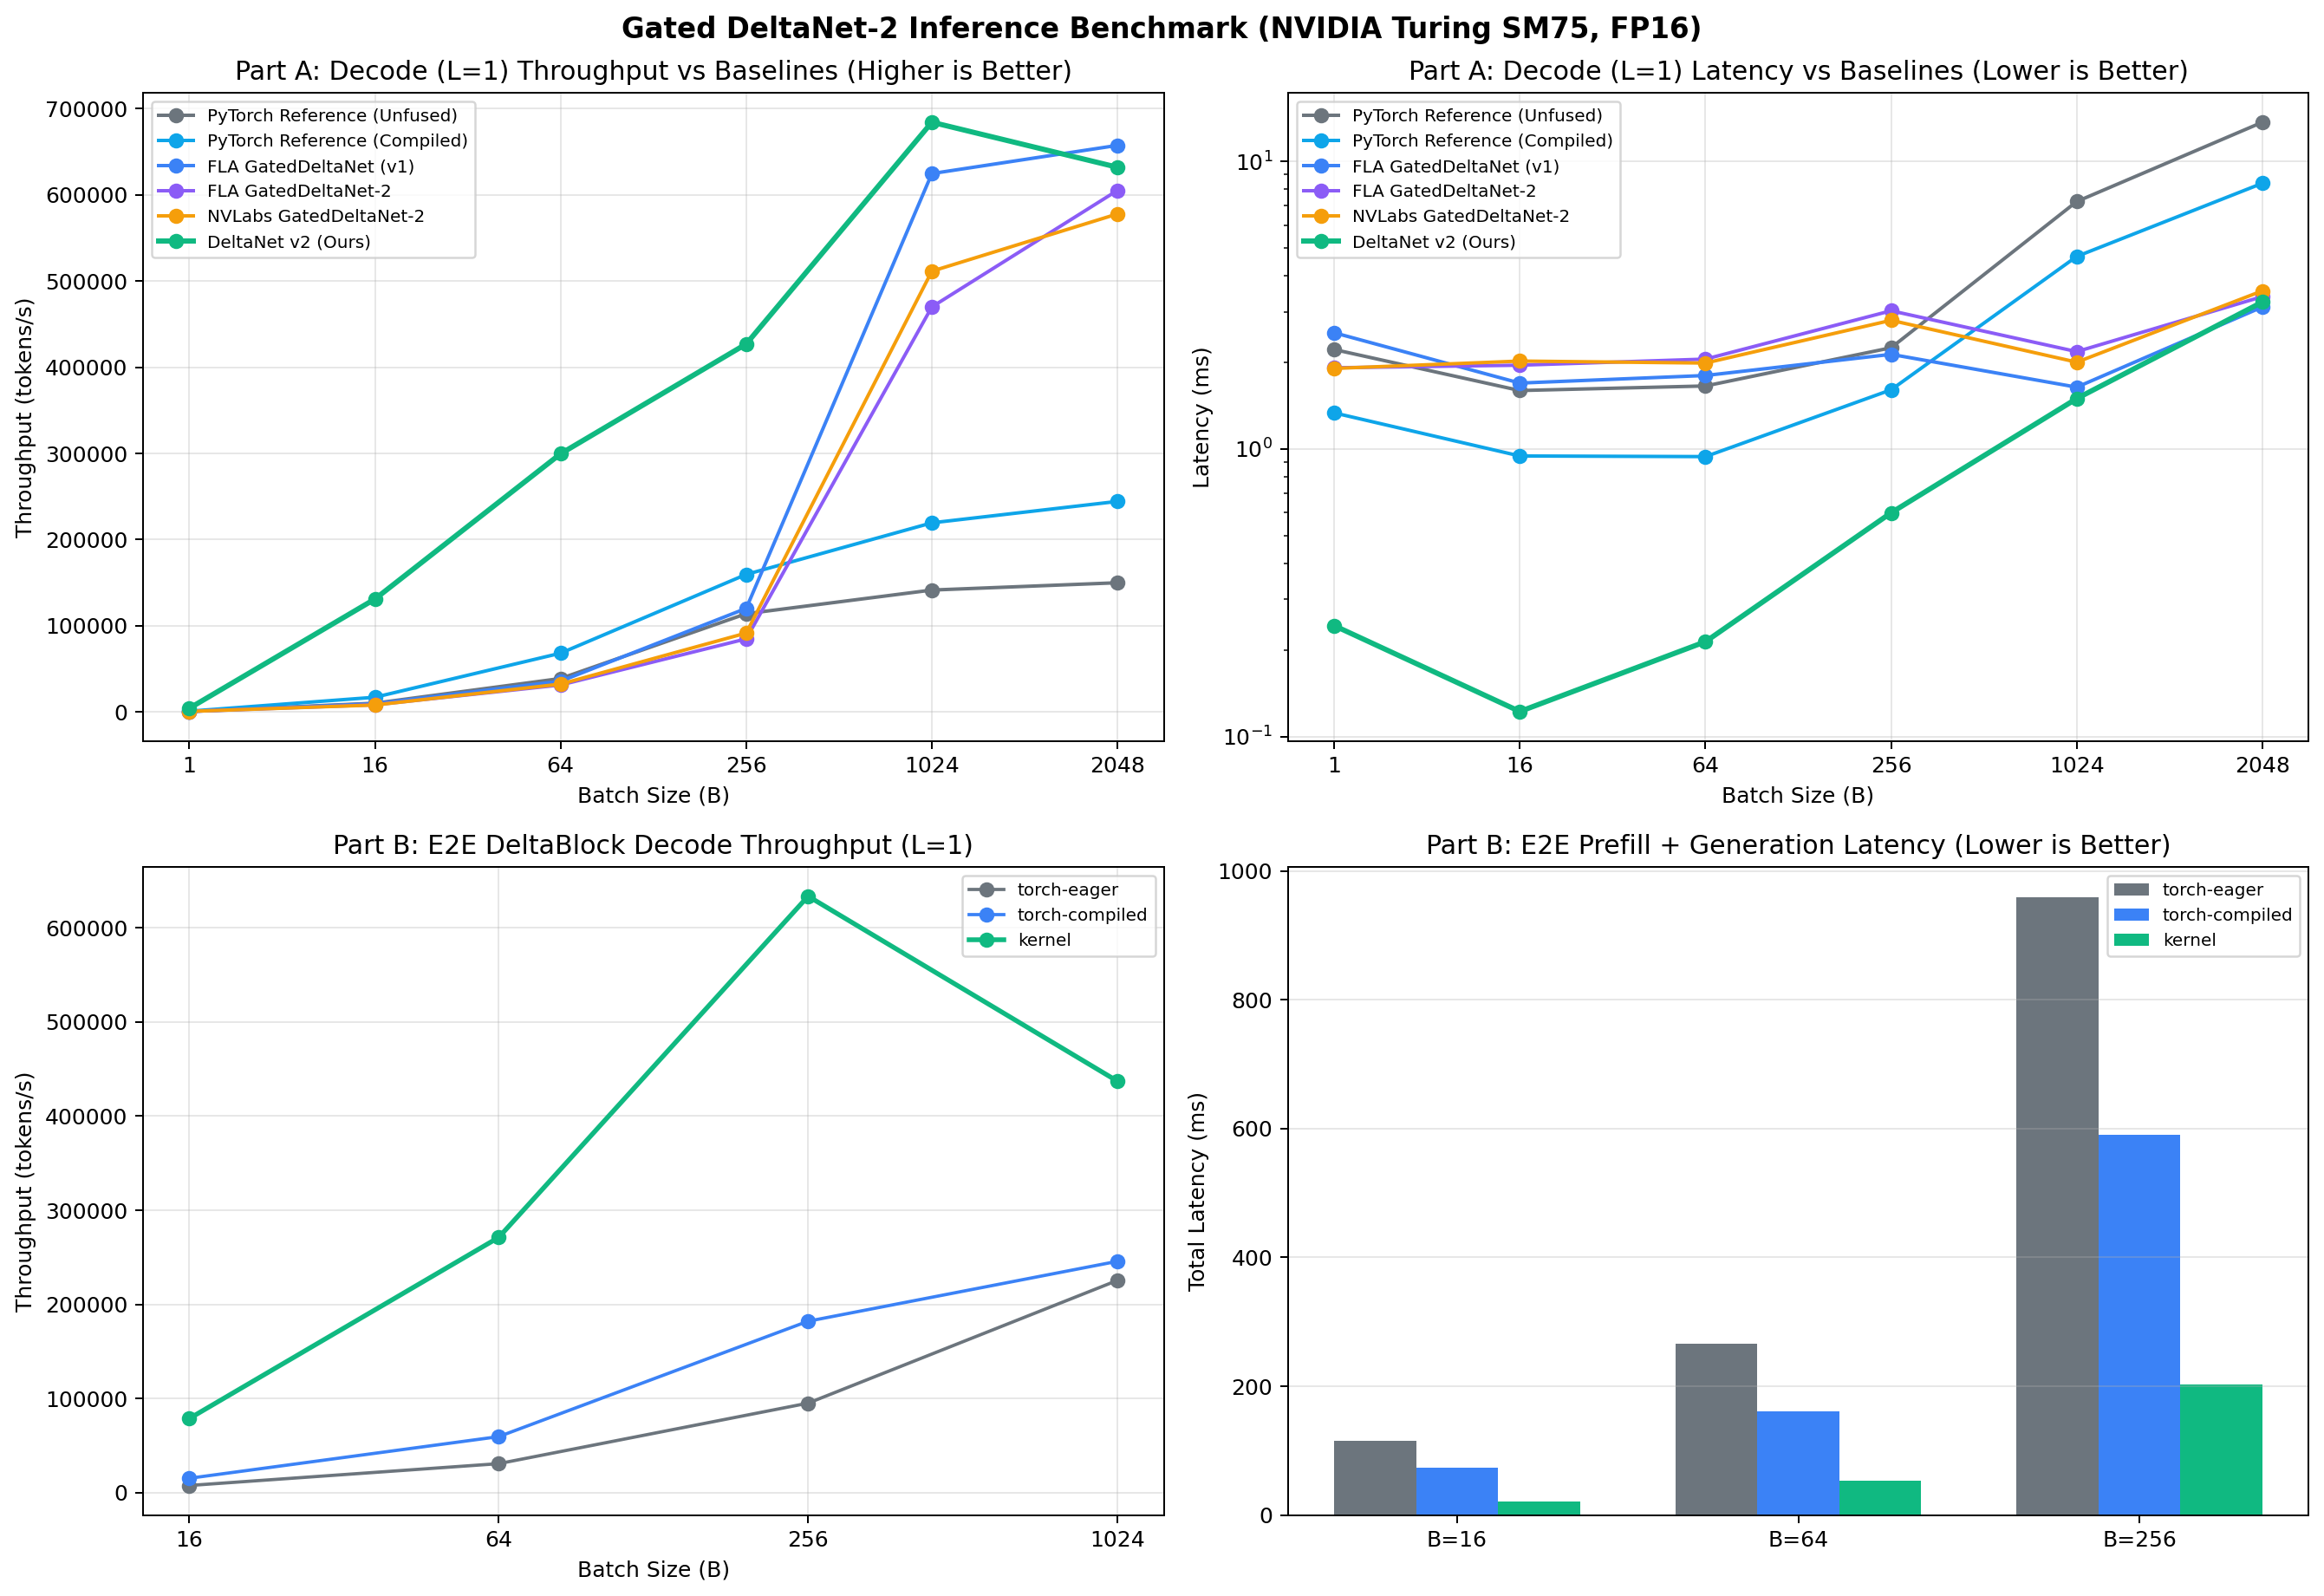 Gated DeltaNet-2 Inference Benchmark (NVIDIA Turing SM75, FP16)
Part A: Decode (L=1) Throughput vs Baselines (Higher is Better)
Throughput (tokens/s)
700000
600000
500000
400000
300000
200000
100000
0
PyTorch Reference (Unfused)
PyTorch Reference (Compiled)
FLA GatedDeltaNet (v1)
FLA GatedDeltaNet-2
NVLabs GatedDeltaNet-2
DeltaNet v2 (Ours)
1 16 64 256 1024 2048
Batch Size (B)
Part A: Decode (L=1) Latency vs Baselines (Lower is Better)
Latency (ms)
10¹
10⁰
10⁻¹
PyTorch Reference (Unfused)
PyTorch Reference (Compiled)
FLA GatedDeltaNet (v1)
FLA GatedDeltaNet-2
NVLabs GatedDeltaNet-2
DeltaNet v2 (Ours)
1 16 64 256 1024 2048
Batch Size (B)
Part B: E2E DeltaBlock Decode Throughput (L=1)
Throughput (tokens/s)
600000
500000
400000
300000
200000
100000
0
torch-eager
torch-compiled
kernel
16 64 256 1024
Batch Size (B)
Part B: E2E Prefill + Generation Latency (Lower is Better)
Total Latency (ms)
1000
800
600
400
200
0
torch-eager
torch-compiled
kernel
B=16 B=64 B=256